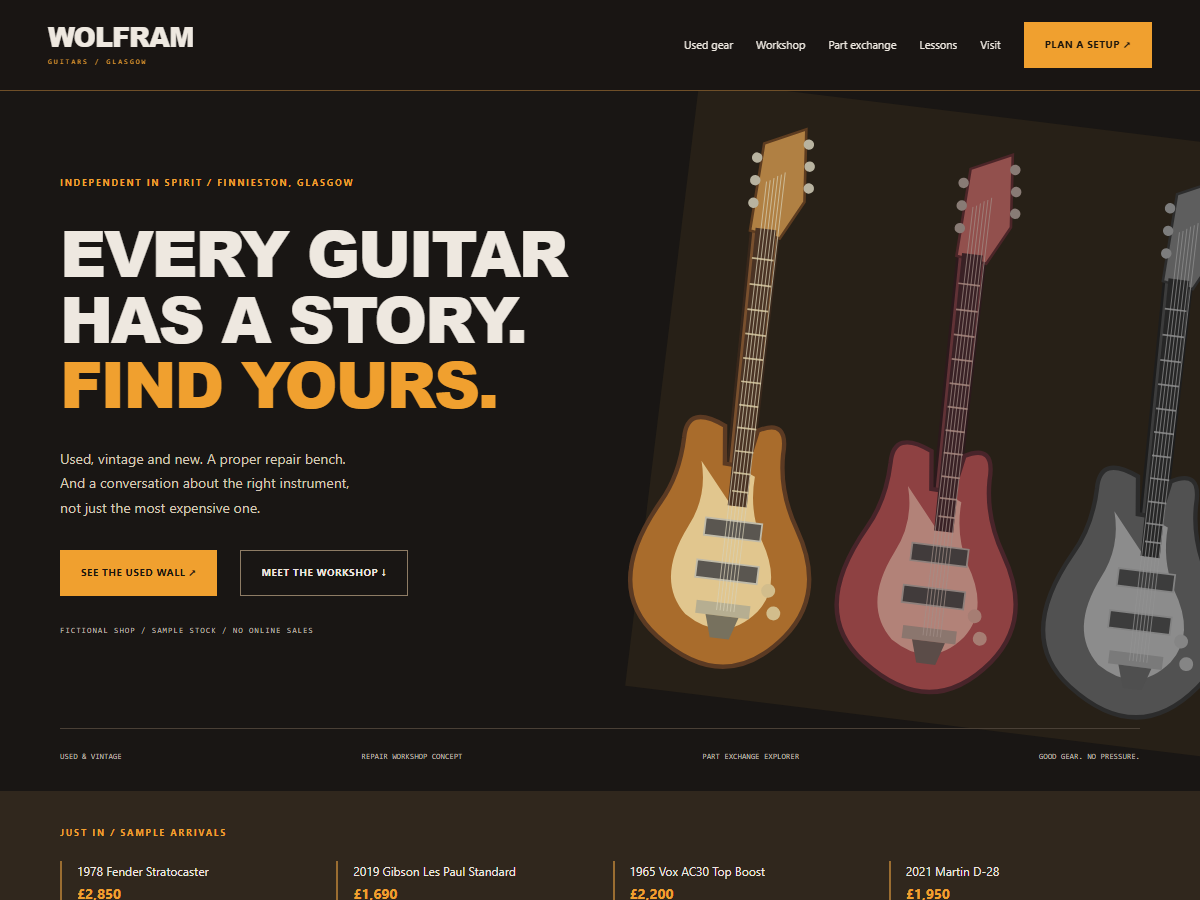 WOLFRAM
GUITARS / GLASGOW
Used gear
Workshop
Part exchange
Lessons
Visit
PLAN A SETUP ↗
INDEPENDENT IN SPIRIT / FINNIESTON, GLASGOW
EVERY GUITAR
HAS A STORY.
FIND YOURS.
Used, vintage and new. A proper repair bench.
And a conversation about the right instrument,
not just the most expensive one.
SEE THE USED WALL ↗
MEET THE WORKSHOP ↓
FICTIONAL SHOP / SAMPLE STOCK / NO ONLINE SALES
USED & VINTAGE
REPAIR WORKSHOP CONCEPT
PART EXCHANGE EXPLORER
GOOD GEAR. NO PRESSURE.
JUST IN / SAMPLE ARRIVALS
1978 Fender Stratocaster
£2,850
2019 Gibson Les Paul Standard
£1,690
1965 Vox AC30 Top Boost
£2,200
2021 Martin D-28
£1,950